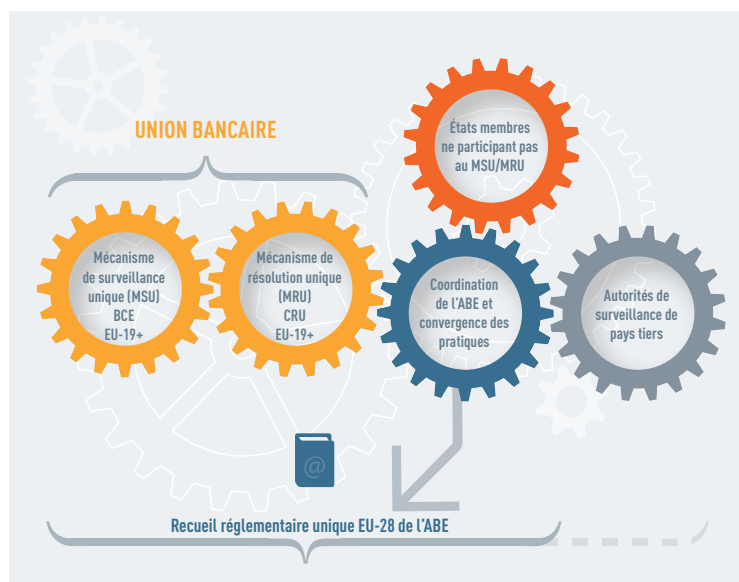 UNION BANCAIRE
États membres
ne participant pas
au MSU/MRU
Mécanisme
de surveillance
unique (MSU)
BCE
EU-19+
Mécanisme de
résolution unique
(MRU)
CRU
EU-19+
Coordination
de l'ABE et
convergence des
pratiques
Autorités de
surveillance de
pays tiers
@
Recueil réglementaire unique EU-28 de l'ABE